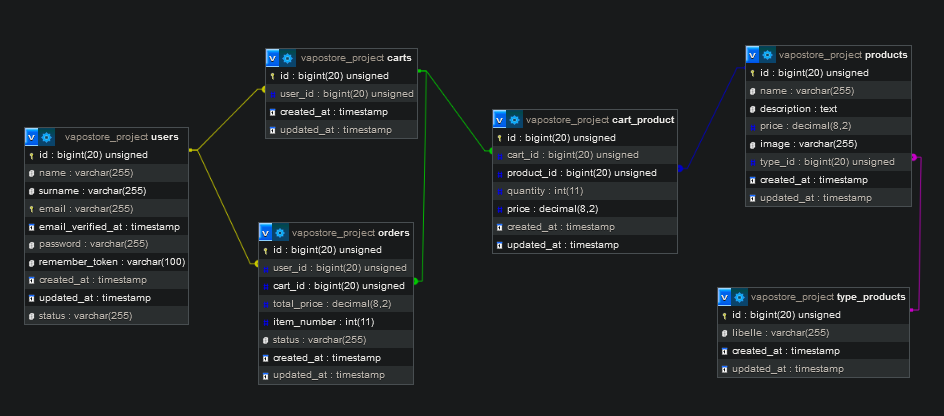 vapostore_project users
id : bigint(20) unsigned
name : varchar(255)
surname : varchar(255)
email : varchar(255)
email_verified_at : timestamp
password : varchar(255)
remember_token : varchar(100)
created_at : timestamp
updated_at : timestamp
status : varchar(255)
vapostore_project carts
id : bigint(20) unsigned
user_id : bigint(20) unsigned
created_at : timestamp
updated_at : timestamp
vapostore_project orders
id : bigint(20) unsigned
user_id : bigint(20) unsigned
cart_id : bigint(20) unsigned
total_price : decimal(8,2)
item_number : int(11)
status : varchar(255)
created_at : timestamp
updated_at : timestamp
vapostore_project cart_product
id : bigint(20) unsigned
cart_id : bigint(20) unsigned
product_id : bigint(20) unsigned
quantity : int(11)
price : decimal(8,2)
created_at : timestamp
updated_at : timestamp
vapostore_project products
id : bigint(20) unsigned
name : varchar(255)
description : text
price : decimal(8,2)
image : varchar(255)
type_id : bigint(20) unsigned
created_at : timestamp
updated_at : timestamp
vapostore_project type_products
id : bigint(20) unsigned
libelle : varchar(255)
created_at : timestamp
updated_at : timestamp